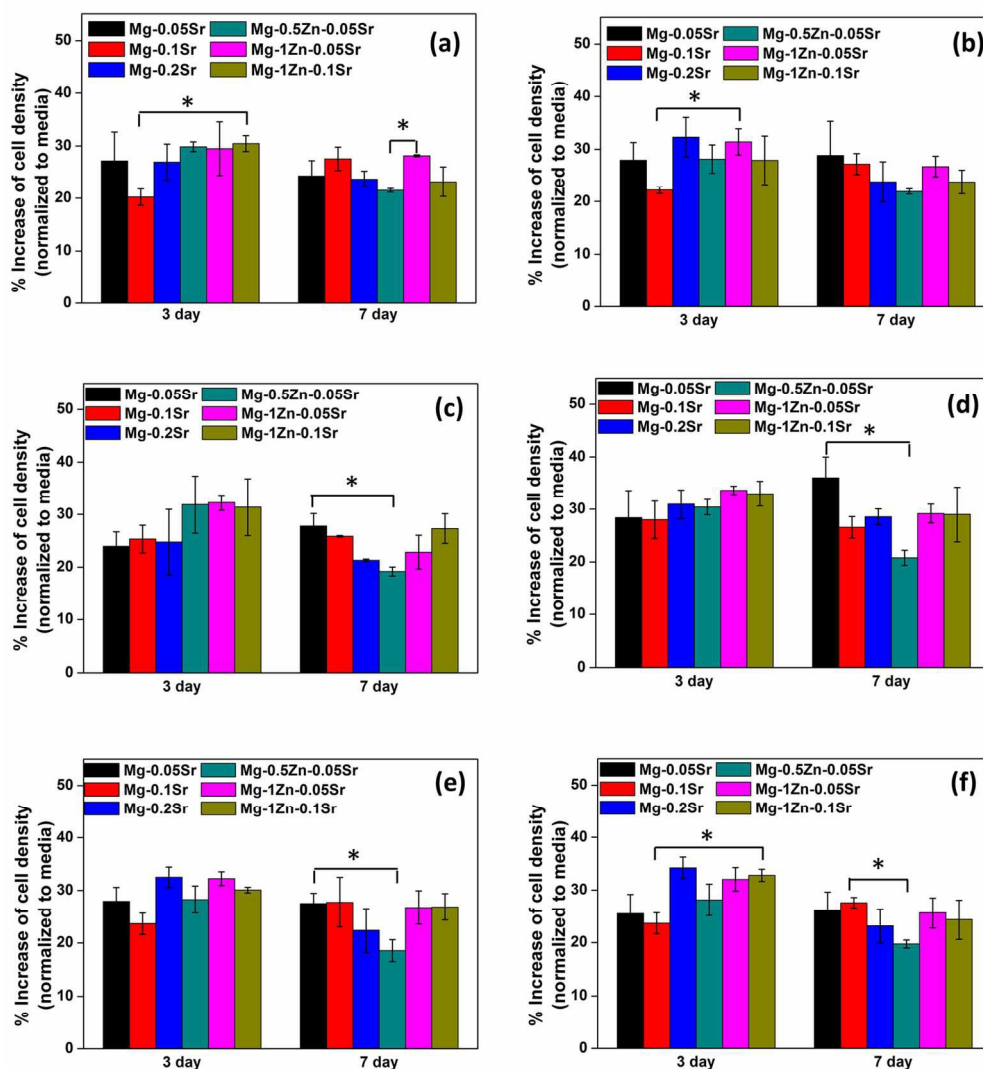 (a)
Mg-0.05Sr Mg-0.5Zn-0.05Sr
Mg-0.1Sr Mg-1Zn-0.05Sr
Mg-0.2Sr Mg-1Zn-0.1Sr
% Increase of cell density
(normalized to media)
50
40
30
20
10
0
* *
3 day 7 day
(b)
Mg-0.05Sr Mg-0.5Zn-0.05Sr
Mg-0.1Sr Mg-1Zn-0.05Sr
Mg-0.2Sr Mg-1Zn-0.1Sr
% Increase of cell density
(normalized to media)
50
40
30
20
10
0
*
3 day 7 day
(c)
Mg-0.05Sr Mg-0.5Zn-0.05Sr
Mg-0.1Sr Mg-1Zn-0.05Sr
Mg-0.2Sr Mg-1Zn-0.1Sr
% Increase of cell density
(normalized to media)
50
40
30
20
10
0
*
3 day 7 day
(d)
Mg-0.05Sr Mg-0.5Zn-0.05Sr
Mg-0.1Sr Mg-1Zn-0.05Sr
Mg-0.2Sr Mg-1Zn-0.1Sr
% Increase of cell density
(normalized to media)
50
40
30
20
10
0
*
3 day 7 day
(e)
Mg-0.05Sr Mg-0.5Zn-0.05Sr
Mg-0.1Sr Mg-1Zn-0.05Sr
Mg-0.2Sr Mg-1Zn-0.1Sr
% Increase of cell density
(normalized to media)
50
40
30
20
10
0
*
3 day 7 day
(f)
Mg-0.05Sr Mg-0.5Zn-0.05Sr
Mg-0.1Sr Mg-1Zn-0.05Sr
Mg-0.2Sr Mg-1Zn-0.1Sr
% Increase of cell density
(normalized to media)
50
40
30
20
10
0
* *
3 day 7 day